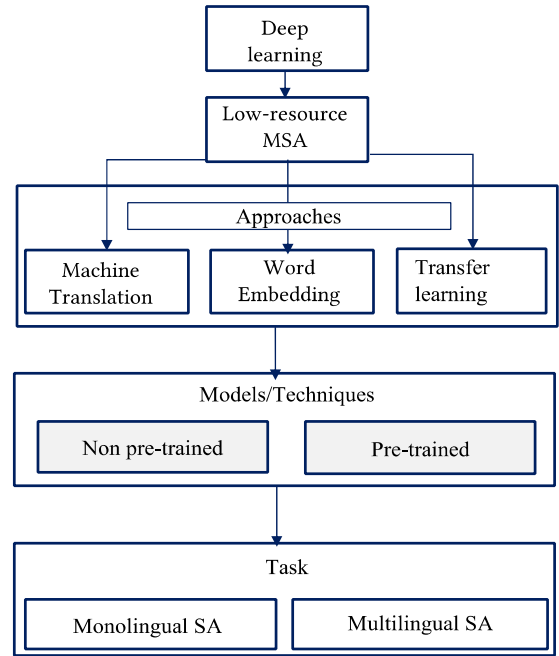 Deep
learning
Low-resource
MSA
Approaches
Machine
Translation
Word
Embedding
Transfer
learning
Models/Techniques
Non pre-trained
Pre-trained
Task
Monolingual SA
Multilingual SA